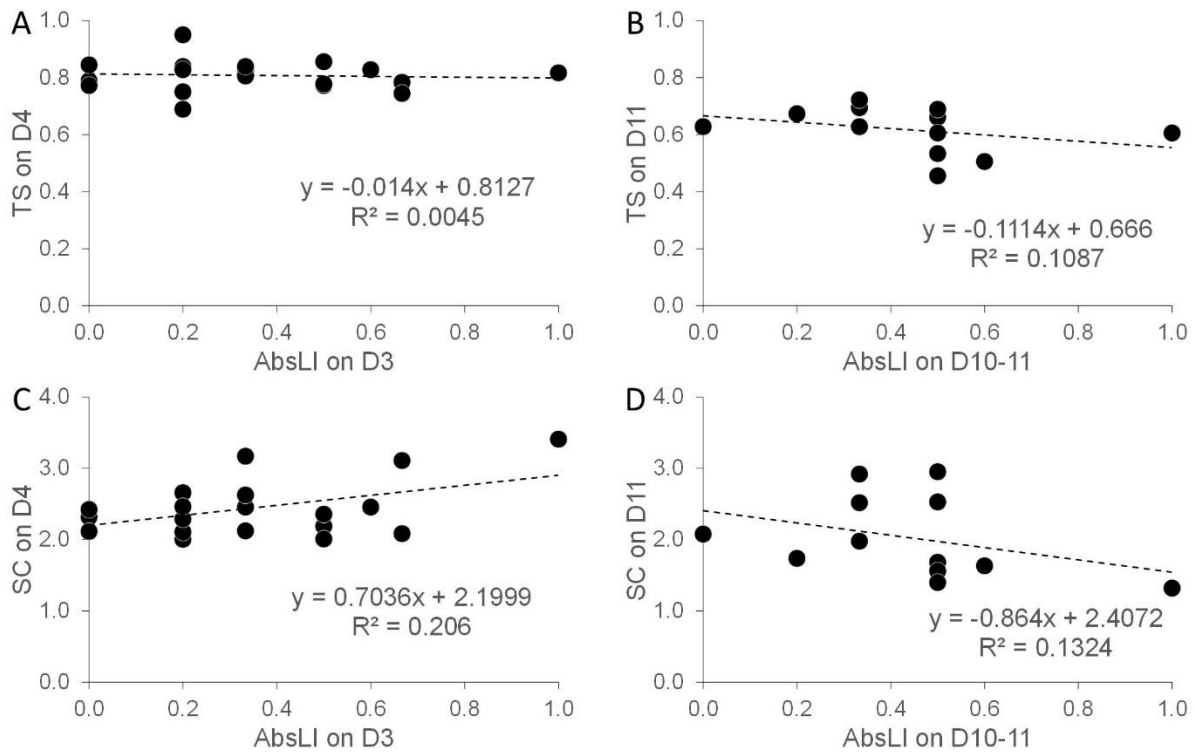 A
TS on D4
1.0
0.8
0.6
0.4
0.2
0.0
y = -0.014x + 0.8127
R² = 0.0045
0.0 0.2 0.4 0.6 0.8 1.0
AbsLI on D3
B
TS on D11
1.0
0.8
0.6
0.4
0.2
0.0
y = -0.1114x + 0.666
R² = 0.1087
0.0 0.2 0.4 0.6 0.8 1.0
AbsLI on D10-11
C
SC on D4
4.0
3.0
2.0
1.0
0.0
y = 0.7036x + 2.1999
R² = 0.206
0.0 0.2 0.4 0.6 0.8 1.0
AbsLI on D3
D
SC on D11
4.0
3.0
2.0
1.0
0.0
y = -0.864x + 2.4072
R² = 0.1324
0.0 0.2 0.4 0.6 0.8 1.0
AbsLI on D10-11